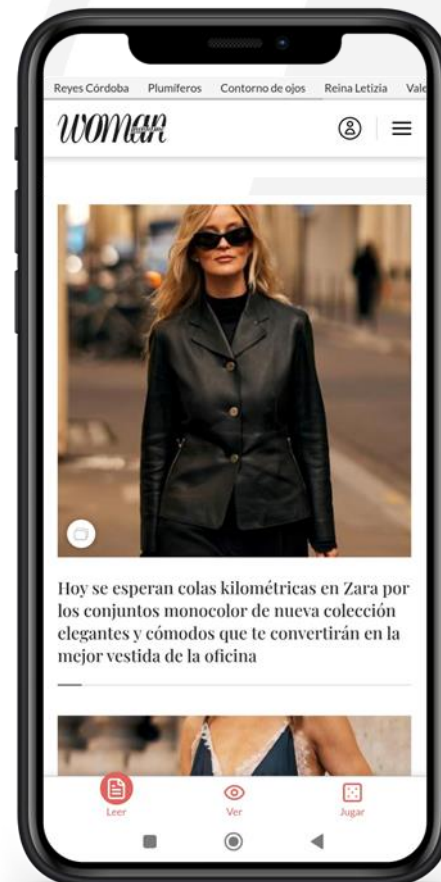 Reyes Córdoba Plumíferos Contorno de ojos Reina Letizia Vale
woman
Hoy se esperan colas kilométricas en Zara por
los conjuntos monocolor de nueva colección
elegantes y cómodos que te convertirán en la
mejor vestida de la oficina
Leer Ver Jugar